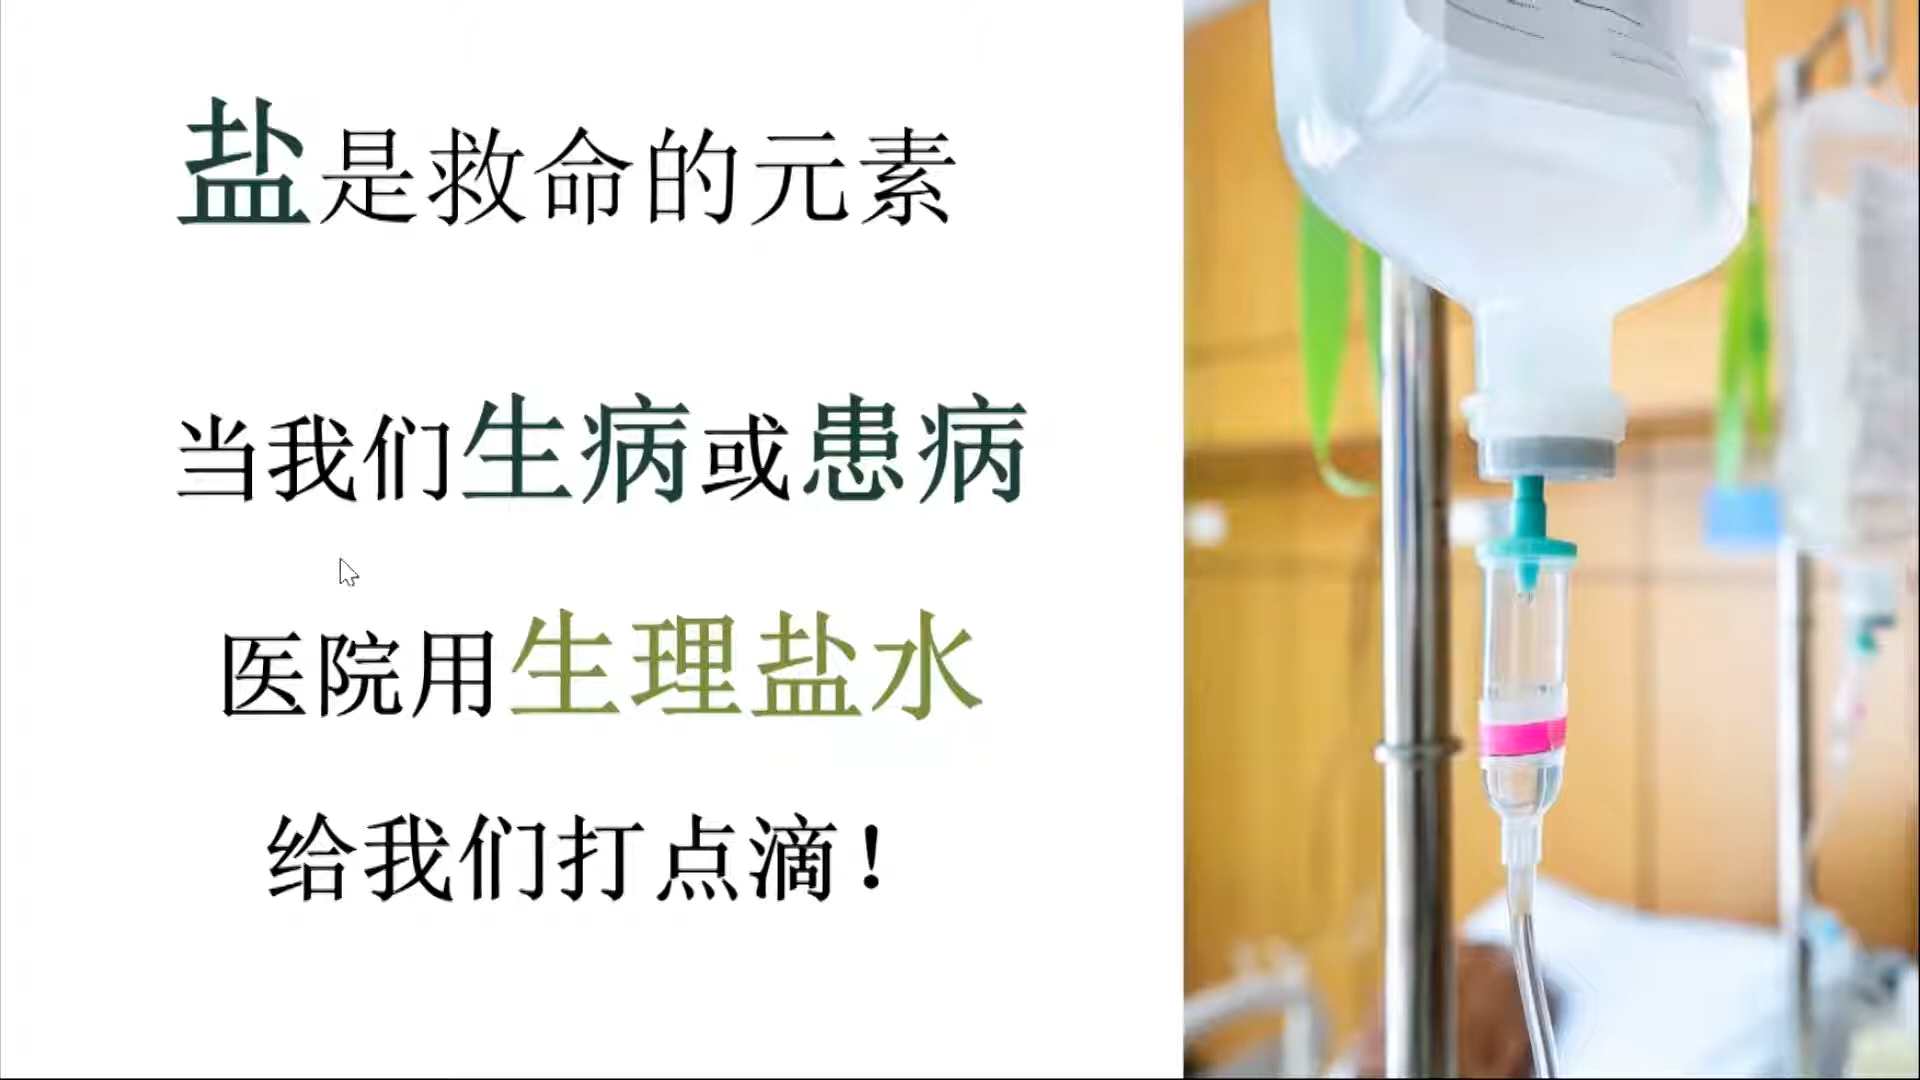 盐是救命的元素
当我们生病或患病
医院用生理盐水
给我们打点滴！